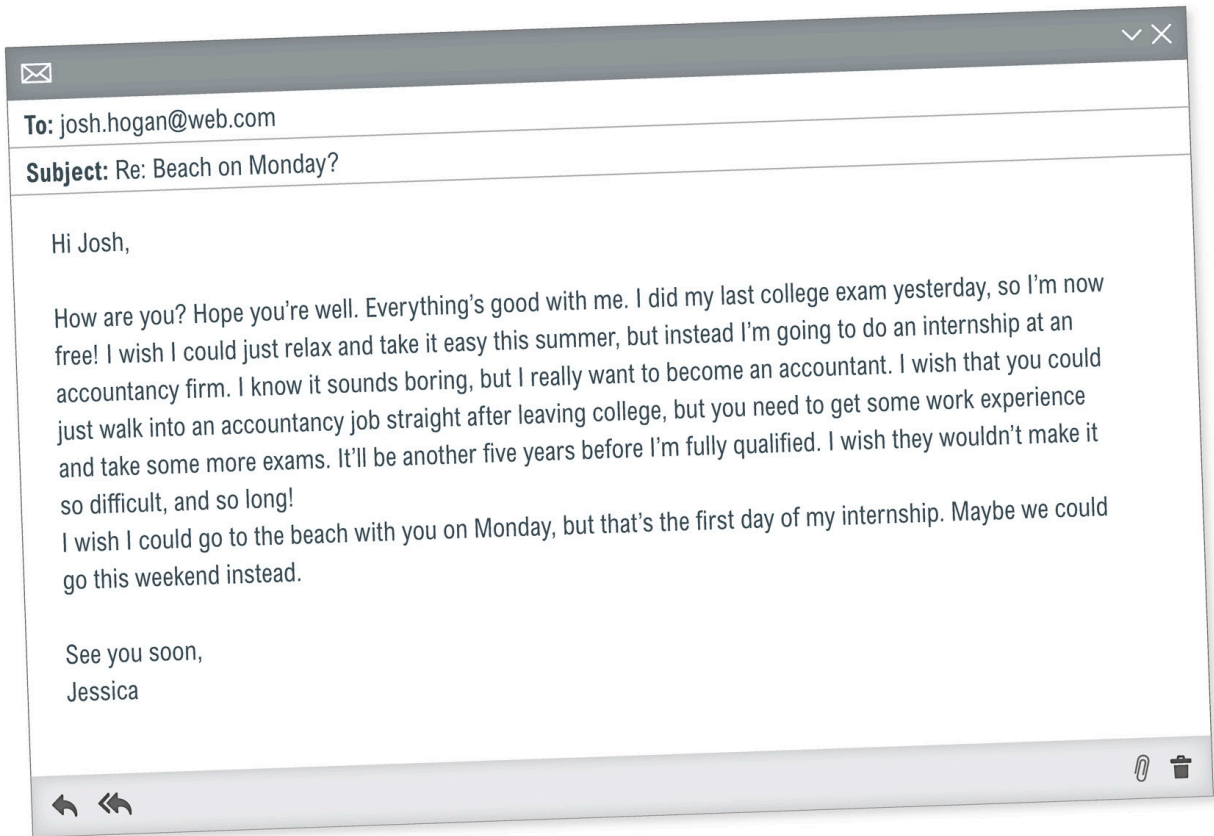 To: josh.hogan@web.com
Subject: Re: Beach on Monday?
Hi Josh,
How are you? Hope you’re well. Everything’s good with me. I did my last college exam yesterday, so I’m now
free! I wish I could just relax and take it easy this summer, but instead I’m going to do an internship at an
accountancy firm. I know it sounds boring, but I really want to become an accountant. I wish that you could
just walk into an accountancy job straight after leaving college, but you need to get some work experience
and take some more exams. It’ll be another five years before I’m fully qualified. I wish they wouldn’t make it
so difficult, and so long!
I wish I could go to the beach with you on Monday, but that’s the first day of my internship. Maybe we could
go this weekend instead.
See you soon,
Jessica